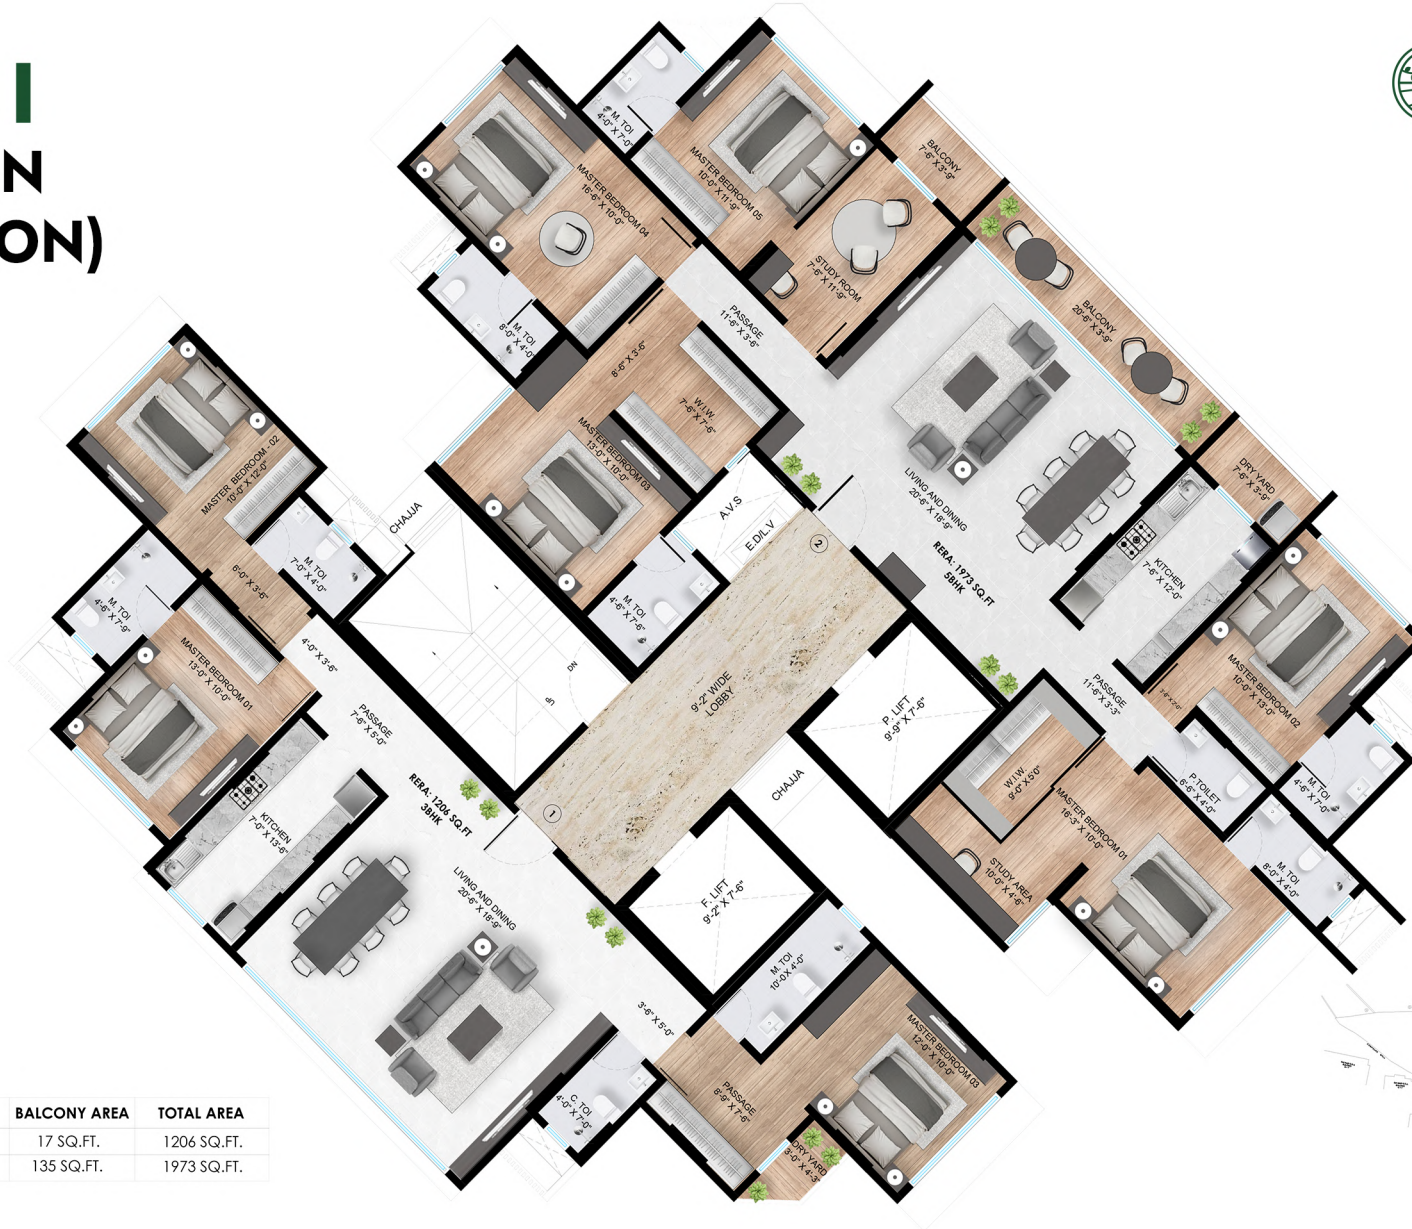 I
N
ON)
M. TOI
4'-0" X 7'-0"
MASTER BEDROOM 05
10'-0" X 11'-9"
BALCONY
7'-6" X 3'-9"
MASTER BEDROOM 04
16'-6" X 10'-0"
STUDY ROOM
7'-6" X 11'-9"
M. TOI
8'-0" X 4'-0"
PASSAGE
11'-6" X 3'-6"
BALCONY
20'-6" X 3'-9"
8'-6" X 3'-6"
W.I.W.
7'-6" X 7'-6"
MASTER BEDROOM 03
13'-0" X 10'-0"
MASTER BEDROOM - 02
10'-0" X 12'-0"
CHAJJA
A.V.S
E.D/L.V
2
LIVING AND DINING
20'-6" X 18'-9"
RERA: 1973 SQ.FT
5BHK
DRY YARD
7'-6" X 3'-9"
KITCHEN
7'-6" X 12'-0"
M. TOI
7'-0" X 4'-0"
6'-0" X 3'-6"
M. TOI
4'-6" X 7'-9"
M. TOI
4'-6" X 7'-6"
MASTER BEDROOM 01
13'-0" X 10'-0"
4'-0" X 3'-6"
DN
UP
9'-2" WIDE
LOBBY
P. LIFT
9'-9" X 7'-6"
PASSAGE
11'-6" X 3'-3"
MASTER BEDROOM 02
10'-0" X 13'-0"
PASSAGE
7'-6" X 5'-0"
RERA: 1206 SQ.FT
3BHK
1
CHAJJA
W.I.W.
9'-0" X 5'0"
P.TOILET
6'-6" X 4'-0"
M. TOI
4'-6" X 7'-0"
KITCHEN
7'-0" X 13'-6"
MASTER BEDROOM 01
16'-3" X 10'-0"
STUDY AREA
10'-0" X 4'-6"
M. TOI
8'-0" X 4'-0"
LIVING AND DINING
20'-6" X 18'-9"
F. LIFT
9'-2" X 7'-6"
M. TOI
10'-0X 4'-0"
3'-6" X 5'-0"
MASTER BEDROOM 03
12'-0" X 10'-0"
C. TOI
4'-0" X 7'-0"
PASSAGE
8'-9" X 7'-6"
DRY YARD
3'-0" X 4'-3"
BALCONY AREA TOTAL AREA
17 SQ.FT. 1206 SQ.FT.
135 SQ.FT. 1973 SQ.FT.